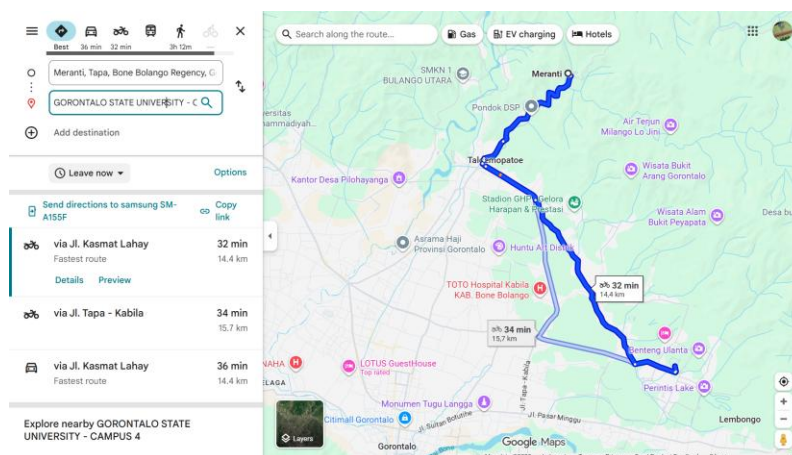 Best 36 min 32 min 3h 12m
Meranti, Tapa, Bone Bolango Regency, G
GORONTALO STATE UNIVERSITY - C
Add destination
Leave now
Options
Send directions to samsung SM-
A155F
Copy
link
via Jl. Kasmat Lahay 32 min
Fastest route 14.4 km
Details Preview
via Jl. Tapa - Kabila 34 min
15.7 km
via Jl. Kasmat Lahay 36 min
Fastest route 14.4 km
Explore nearby GORONTALO STATE
UNIVERSITY - CAMPUS 4
Search along the route...
Gas
EV charging
Hotels
SMKN 1
BULANGO UTARA
Meranti
Pondok DSP
Air Terjun
Milango Lo Jini
Kantor Desa Pilohayanga
Wisata Bukit
Arang Gorontalo
Stadion GHP - Gelora
Harapan & Prestasi
Wisata Alam
Bukit Peyapata
Desa bu
Asrama Haji
Provinsi Gorontalo
Huntu Art Distrik
TOTO Hospital Kabila
KAB. Bone Bolango
32 min
14,4 km
34 min
15,7 km
NAHA
LOTUS GuestHouse
Top rated
ELAGA
Benteng Ulanta
Perintis Lake
Monumen Tugu Langga
Citimall Gorontalo
Jl. Sultan Botutihe
Jl. Tapa - Kabila
Jl. Pasar Minggu
Lembongo
Layers
Gorontalo
Google Maps